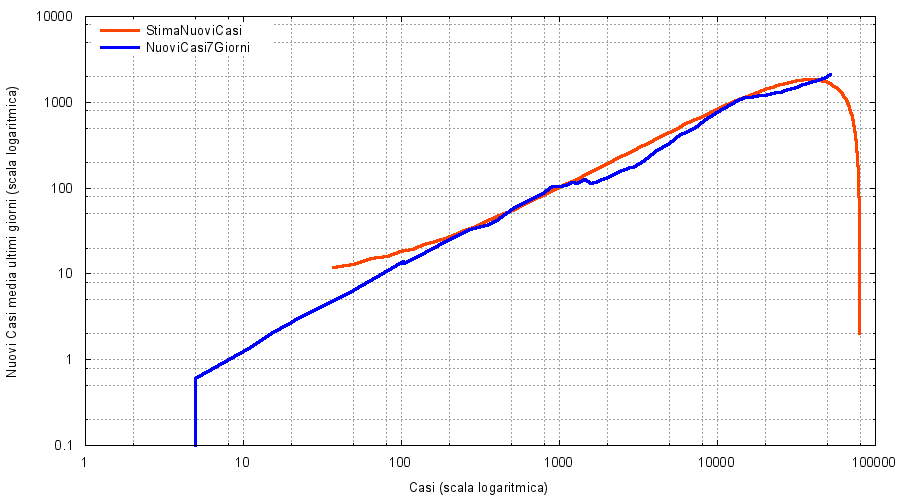 10000
StimaNuoviCasi
NuoviCasi7Giorni
1000
100
10
1
0.1
Nuovi Casi media ultimi giorni (scala logaritmica)
1 10 100 1000 10000 100000
Casi (scala logaritmica)